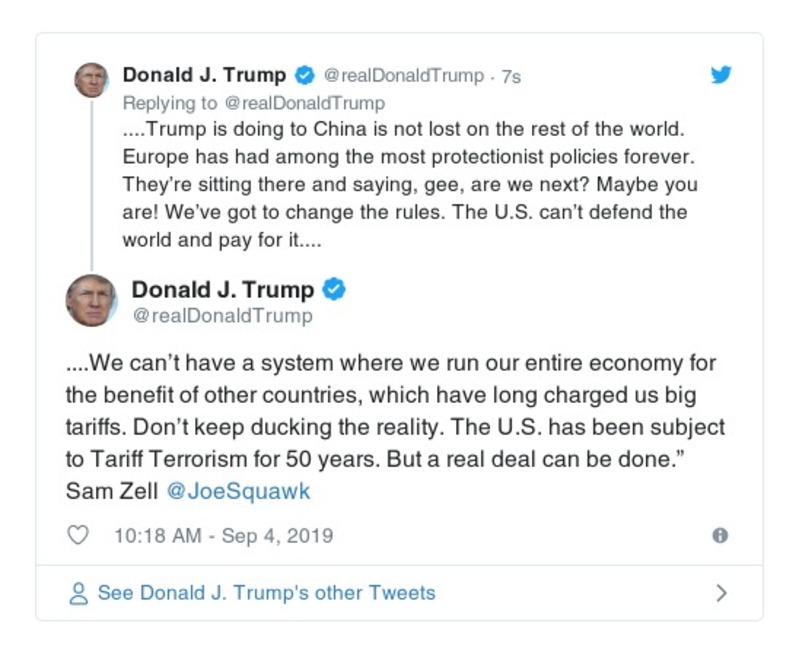 Donald J. Trump @realDonaldTrump · 7s
Replying to @realDonaldTrump
....Trump is doing to China is not lost on the rest of the world.
Europe has had among the most protectionist policies forever.
They're sitting there and saying, gee, are we next? Maybe you
are! We've got to change the rules. The U.S. can't defend the
world and pay for it....
Donald J. Trump
@realDonaldTrump
....We can't have a system where we run our entire economy for
the benefit of other countries, which have long charged us big
tariffs. Don't keep ducking the reality. The U.S. has been subject
to Tariff Terrorism for 50 years. But a real deal can be done.”
Sam Zell @JoeSquawk
10:18 AM - Sep 4, 2019
See Donald J. Trump's other Tweets